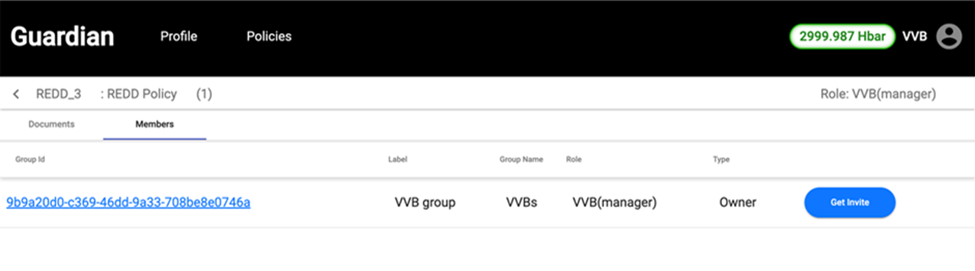 Guardian Profile Policies 2999.987 Hbar VVB
REDD_3 : REDD Policy (1) Role: VVB(manager)
Documents Members
Group Id Label Group Name Role Type
9b9a20d0-c369-46dd-9a33-708be8e0746a VVB group VVBs VVB(manager) Owner Get Invite